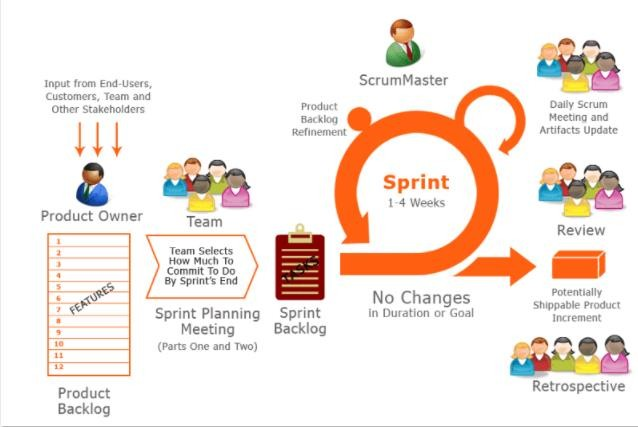 ScrumMaster
Input from End-Users,
Customers, Team and
Other Stakeholders
Product
Backlog
Refinement
Daily Scrum
Meeting and
Artifacts Update
Sprint
1-4 Weeks
Product Owner
Team
Review
1
2
3
4
5
6
7
8
9
10
11
12
FEATURES
Team Selects
How Much To
Commit To Do
By Sprint's End
TASKS
Sprint Planning
Meeting
(Parts One and Two)
Sprint
Backlog
No Changes
in Duration or Goal
Potentially
Shippable Product
Increment
Product
Backlog
Retrospective